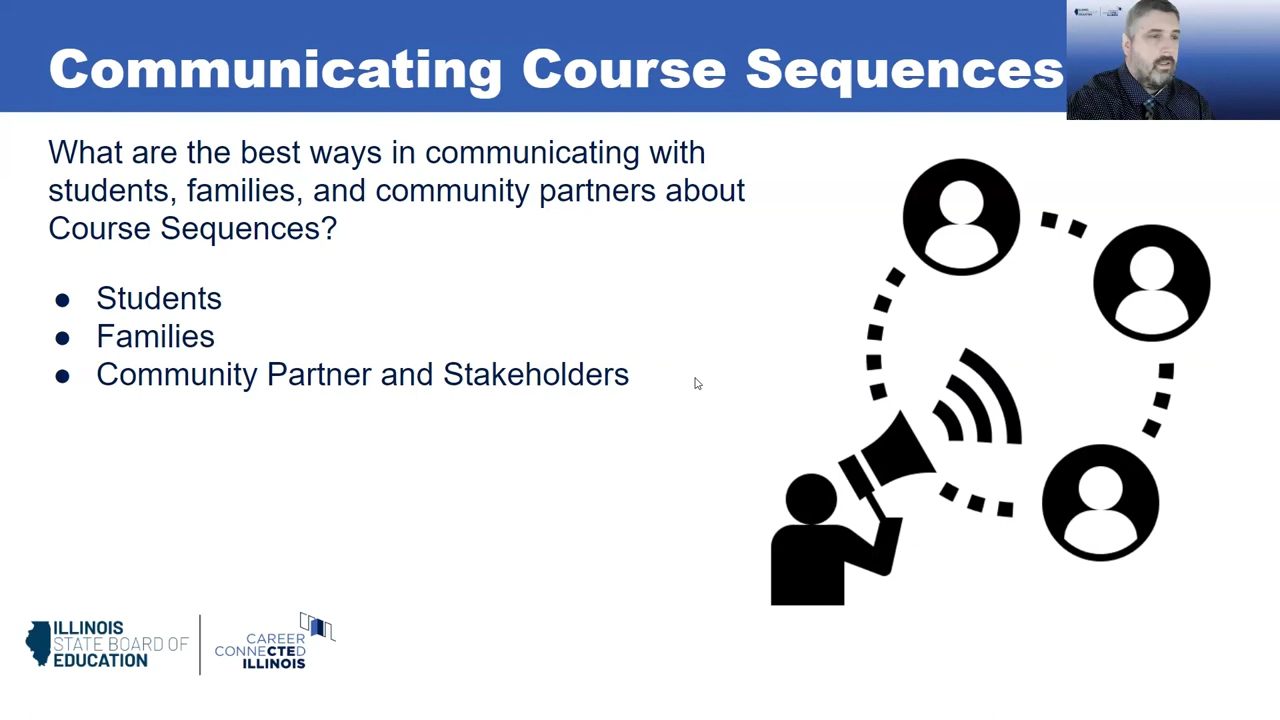 Communicating Course Sequences
What are the best ways in communicating with
students, families, and community partners about
Course Sequences?
● Students
● Families
● Community Partner and Stakeholders
ILLINOIS
STATE BOARD OF
EDUCATION
CAREER
CONNECTED
ILLINOIS